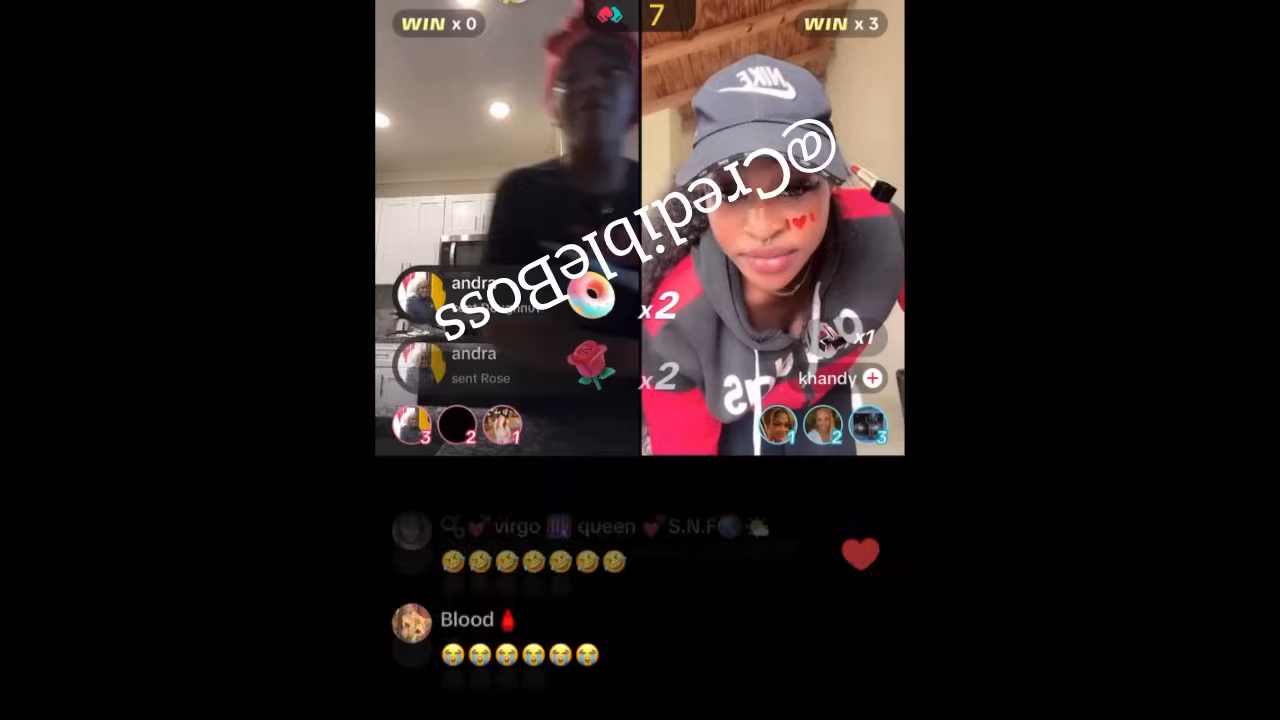 WIN x 0
7
WIN x 3
NIKE
@CredibleBoss
andra
x2
x1
andra
sent Rose
x2
khandy
3
2
1
1
2
3
virgo ♍ queen 💕 S.N.F
🤣🤣🤣🤣🤣🤣🤣
Blood 🩸
😭😭😭😭😭😭